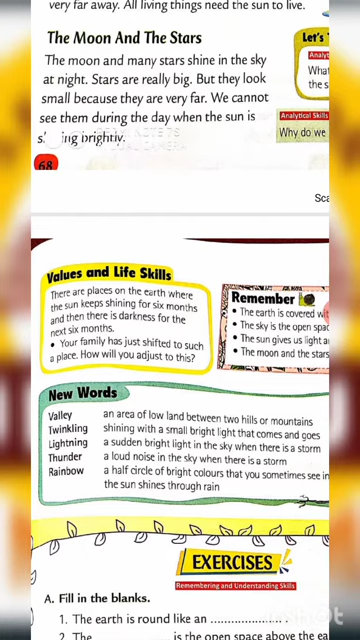 very far away. All living things need the sun to live.
The Moon And The Stars
The moon and many stars shine in the sky
at night. Stars are really big. But they look
small because they are very far. We cannot
see them during the day when the sun is
brightly.
68
Let's
Analyt
What
the s
Analytical Skills
Why do we
Sca
Values and Life Skills
There are places on the earth where
the sun keeps shining for six months
and then there is darkness for the
next six months.
• Your family has just shifted to such
a place. How will you adjust to this?
Remember
• The earth is covered wit
• The sky is the open spac
• The sun gives us light a
• The moon and the stars
New Words
Valley an area of low land between two hills or mountains
Twinkling shining with a small bright light that comes and goes
Lightning a sudden bright light in the sky when there is a storm
Thunder a loud noise in the sky when there is a storm
Rainbow a half circle of bright colours that you sometimes see in
the sun shines through rain
EXERCISES
Remembering and Understanding Skills
A. Fill in the blanks.
1. The earth is round like an ....................
2. The ____________ is the open space above the ea